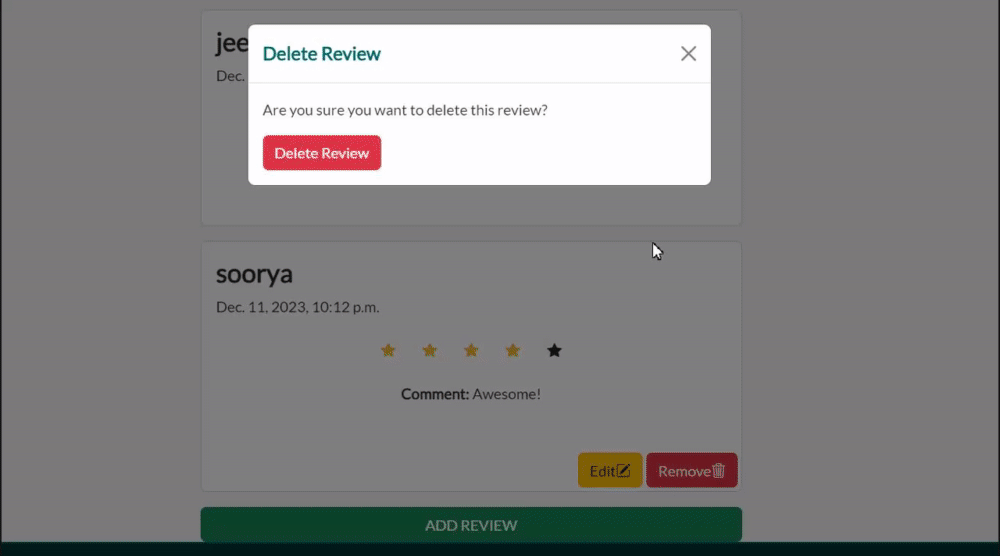 jee
Dec.
Delete Review
Are you sure you want to delete this review?
Delete Review
soorya
Dec. 11, 2023, 10:12 p.m.
Comment: Awesome!
Edit
Remove
ADD REVIEW